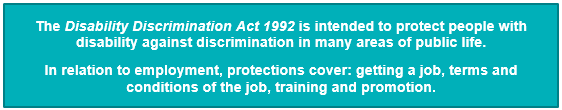 The Disability Discrimination Act 1992 is intended to protect people with
disability against discrimination in many areas of public life.
In relation to employment, protections cover: getting a job, terms and
conditions of the job, training and promotion.